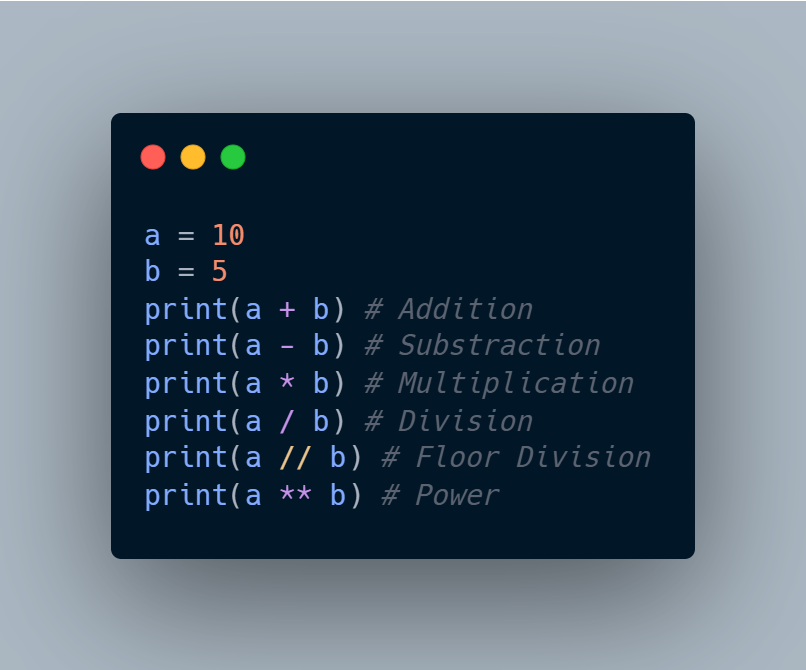 a = 10
b = 5
print(a + b) # Addition
print(a - b) # Substraction
print(a * b) # Multiplication
print(a / b) # Division
print(a // b) # Floor Division
print(a ** b) # Power